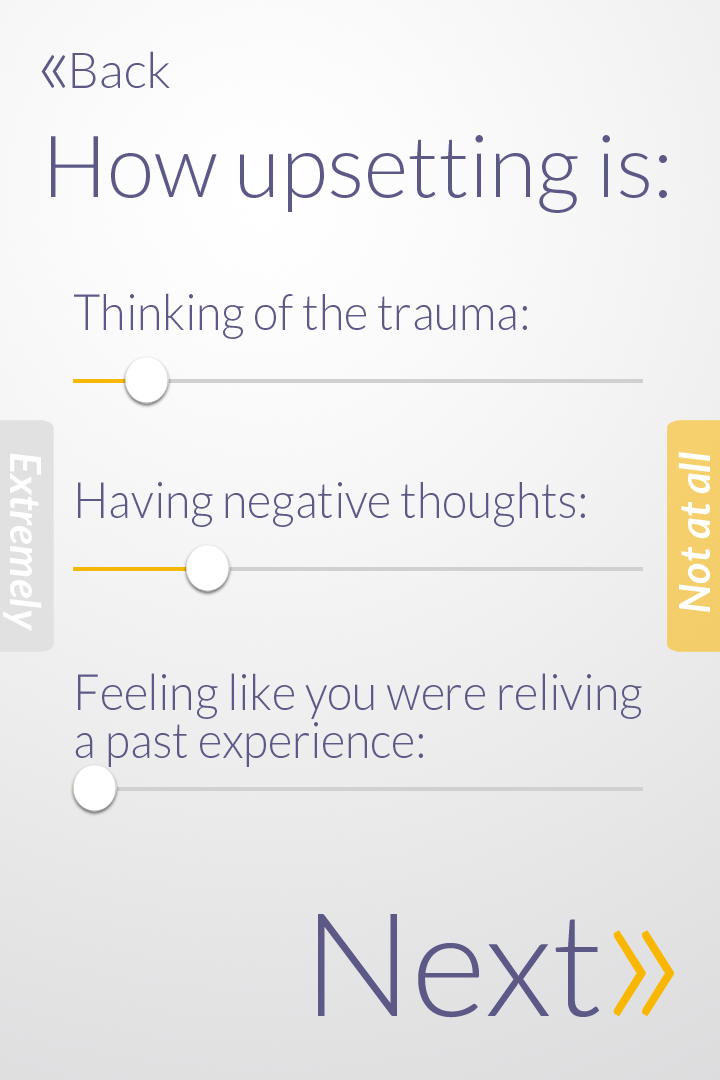 «Back
How upsetting is:
Thinking of the trauma:
Extremely
Not at all
Having negative thoughts:
Feeling like you were reliving
a past experience:
Next»